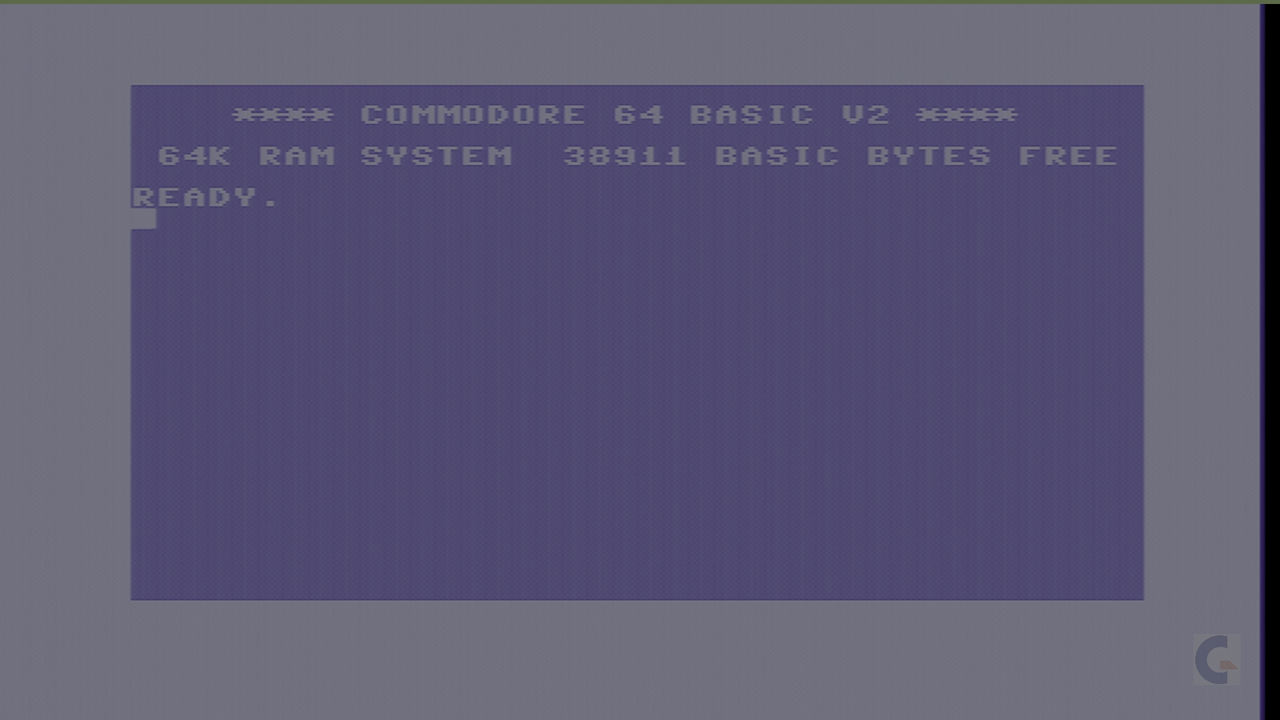 **** COMMODORE 64 BASIC V2 ****
64K RAM SYSTEM  38911 BASIC BYTES FREE
READY.